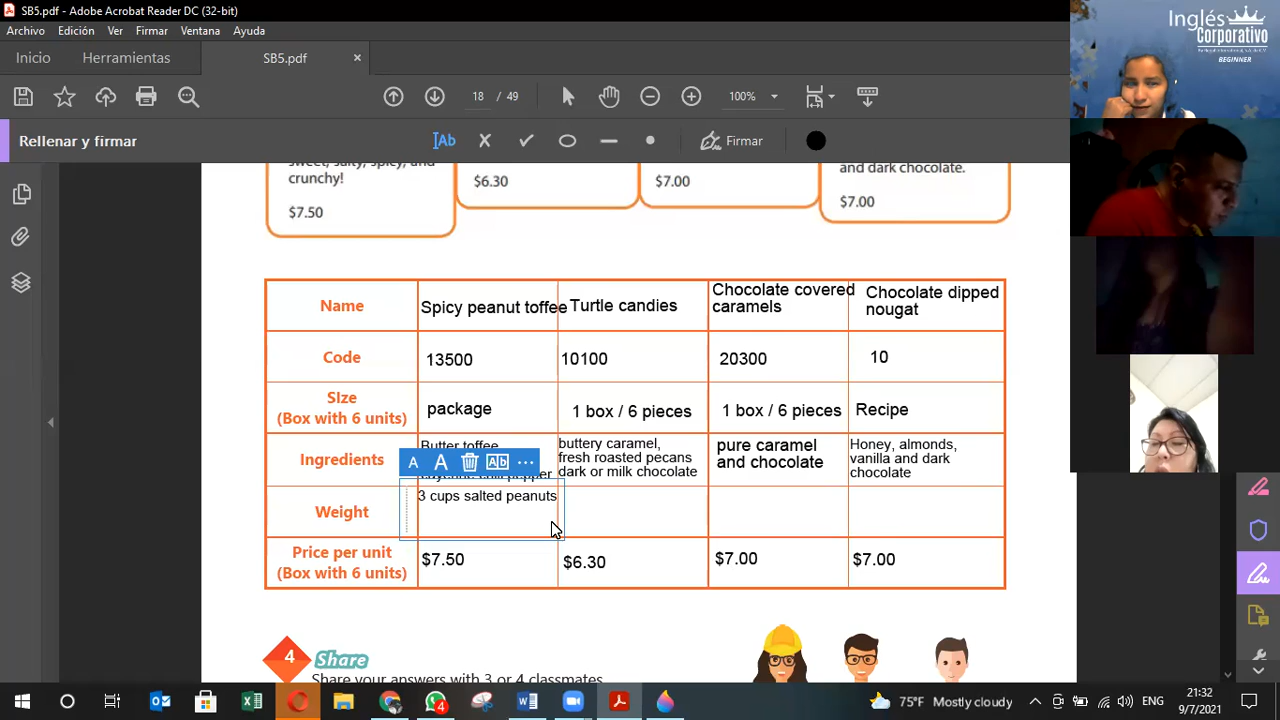 SB5.pdf - Adobe Acrobat Reader DC (32-bit)
Archivo Edición Ver Firmar Ventana Ayuda
Inicio Herramientas SB5.pdf ×
18 / 49 100%
Rellenar y firmar Ab Firmar
Inglés
Corporativo
BEGINNER
sweet, salty, spicy, and
crunchy!
$7.50
$6.30
$7.00
and dark chocolate.
$7.00
Name Spicy peanut toffee Turtle candies Chocolate covered caramels Chocolate dipped nougat
Code 13500 10100 20300 10
SIze
(Box with 6 units) package 1 box / 6 pieces 1 box / 6 pieces Recipe
Ingredients Butter toffee
buttery caramel,
fresh roasted pecans
dark or milk chocolate
pure caramel
and chocolate
Honey, almonds,
vanilla and dark
chocolate
A A Ab ...
Weight 3 cups salted peanuts
Price per unit
(Box with 6 units) $7.50 $6.30 $7.00 $7.00
4 Share
Share your answers with 3 or 4 classmates
4 75°F Mostly cloudy ENG 21:32
9/7/2021